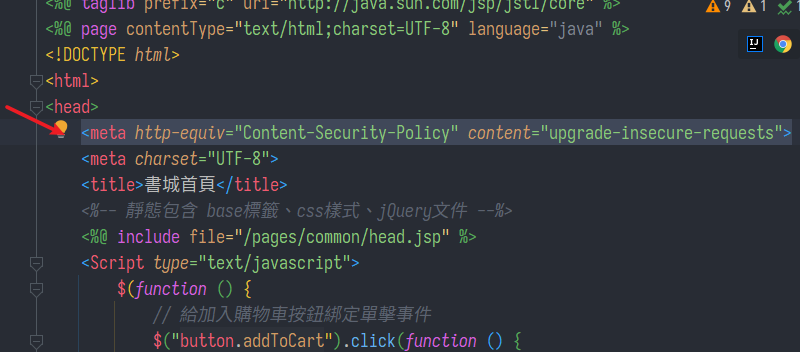 <%@ taglib prefix="c" uri="http://java.sun.com/jsp/jstl/core" %>
9 1 1
<%@ page contentType="text/html;charset=UTF-8" language="java" %>
<!DOCTYPE html>
<html>
<head>
<meta http-equiv="Content-Security-Policy" content="upgrade-insecure-requests">
<meta charset="UTF-8">
<title>書城首頁</title>
<%-- 靜態包含 base標籤、css樣式、jQuery文件 --%>
<%@ include file="/pages/common/head.jsp" %>
<Script type="text/javascript">
$(function () {
// 給加入購物車按鈕綁定單擊事件
$("button.addToCart").click(function () {